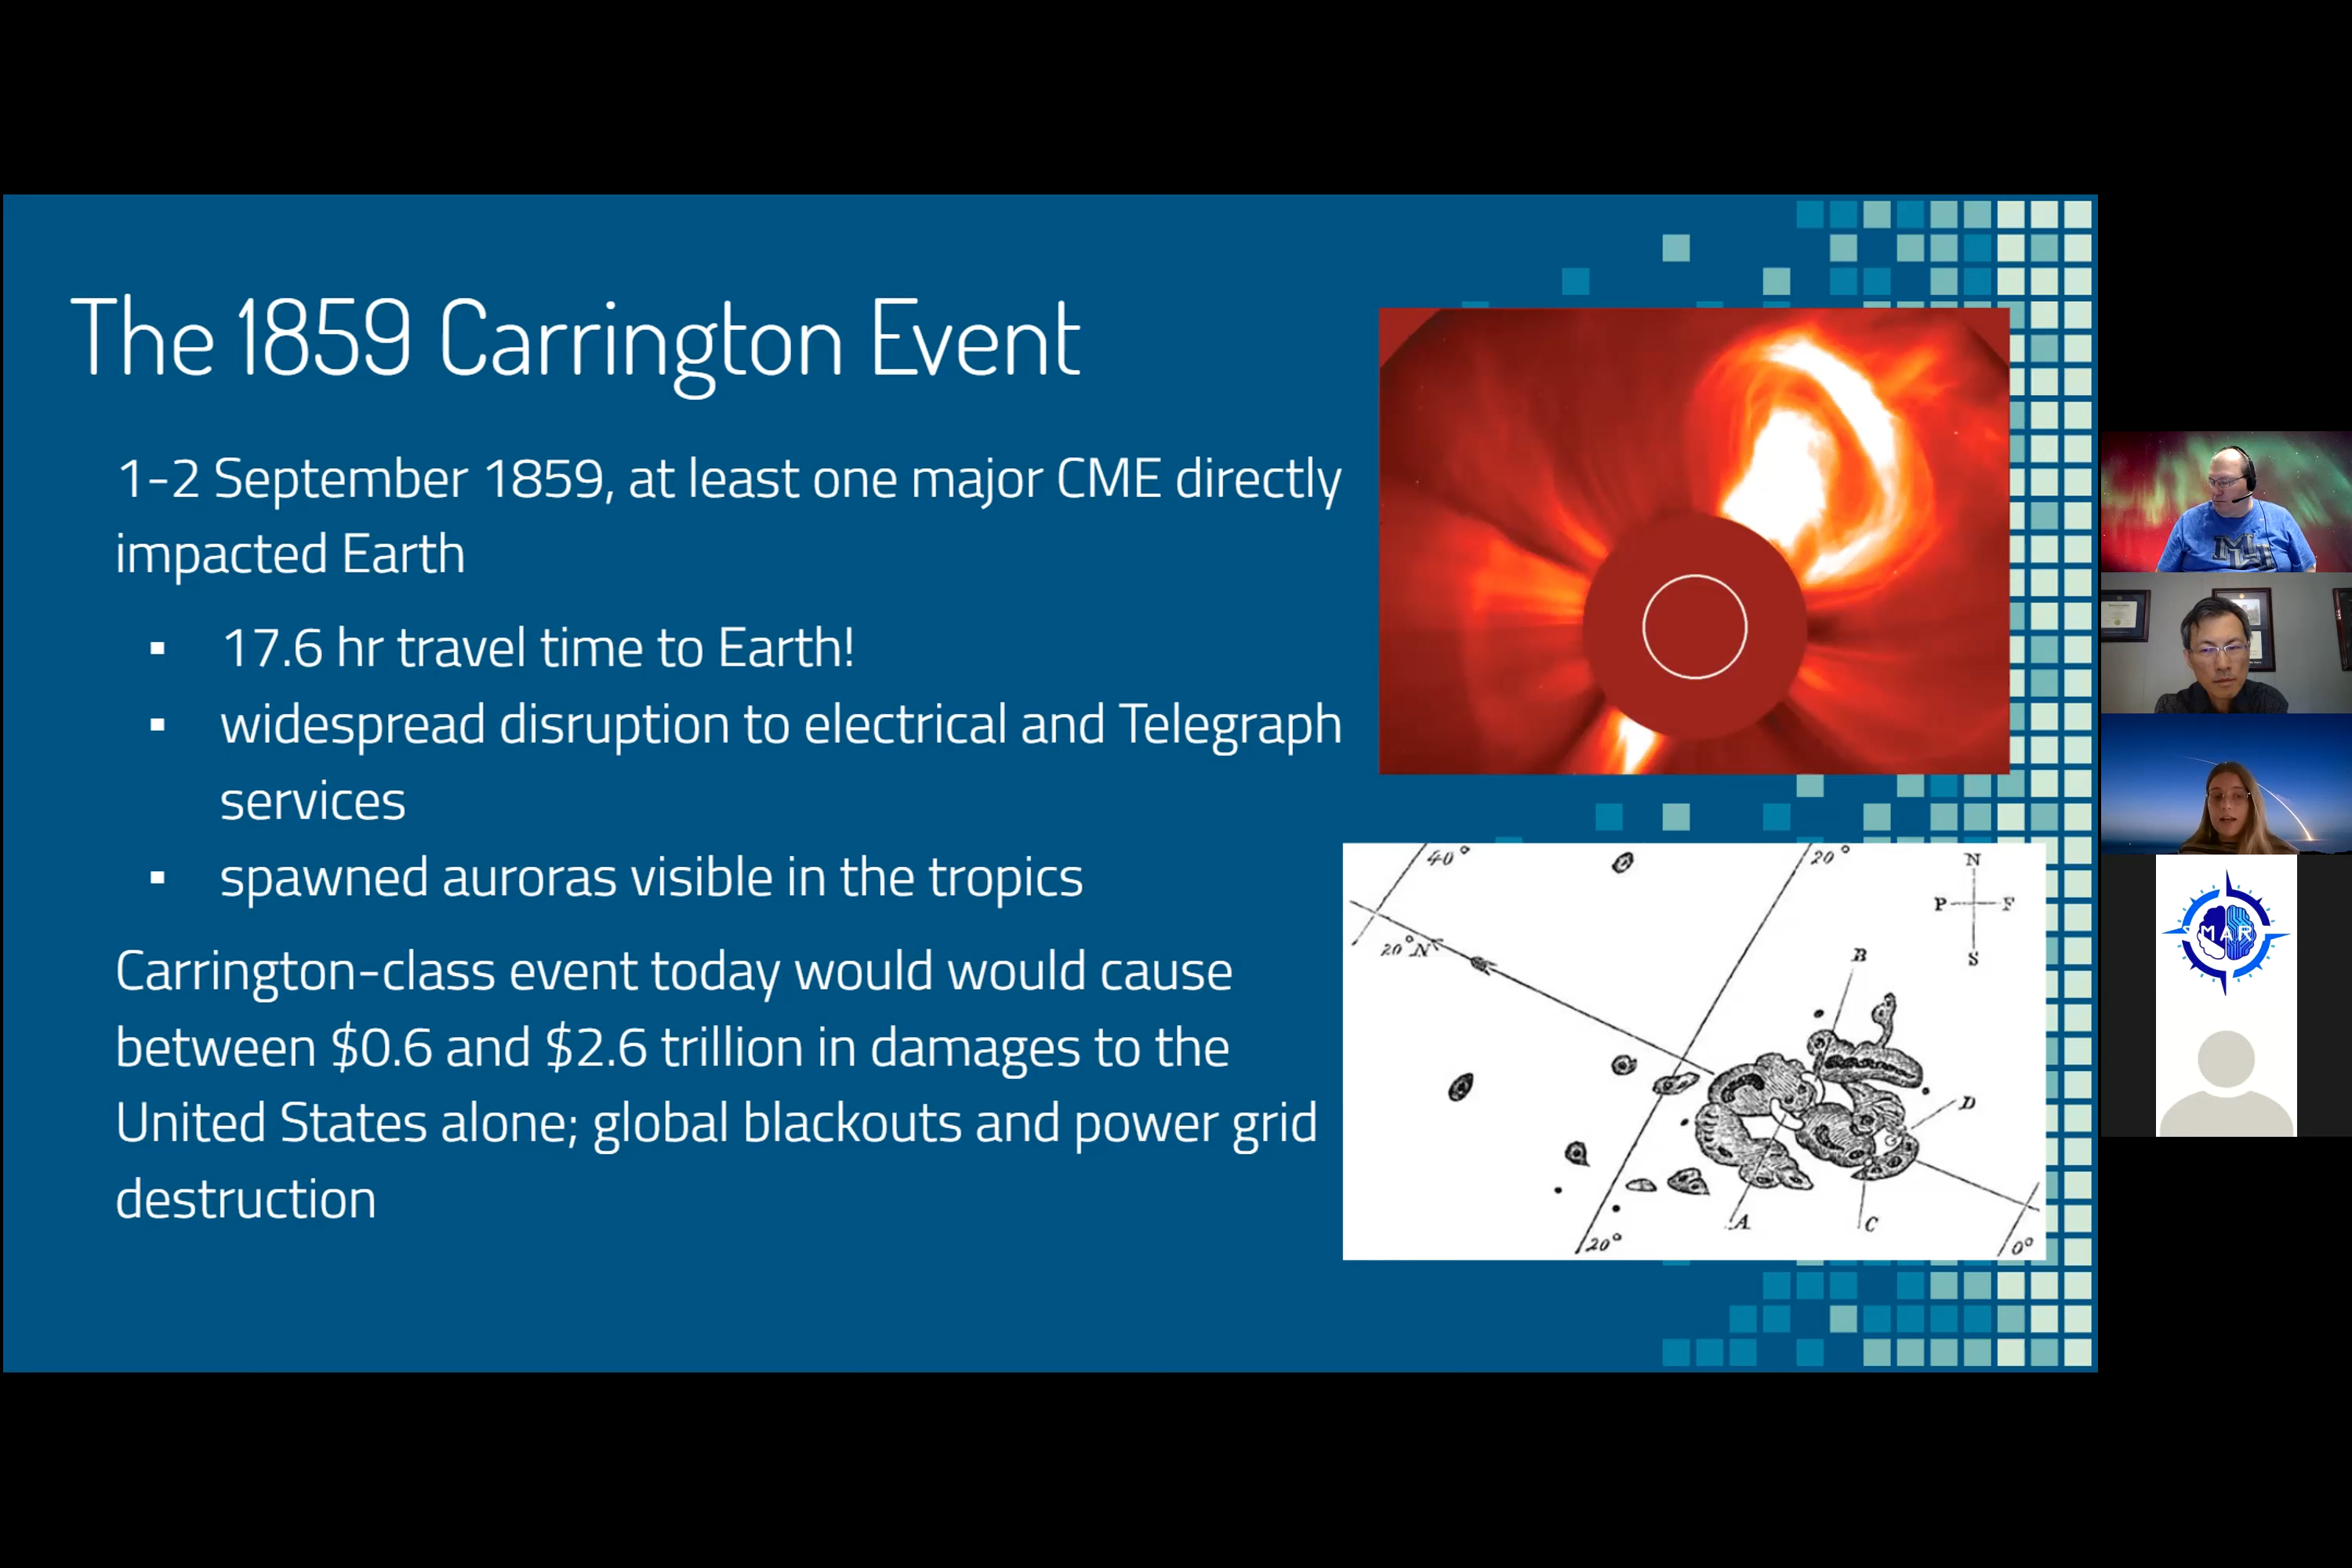 The 1859 Carrington Event
1-2 September 1859, at least one major CME directly
impacted Earth
▪ 17.6 hr travel time to Earth!
▪ widespread disruption to electrical and Telegraph
services
▪ spawned auroras visible in the tropics
Carrington-class event today would would cause
between $0.6 and $2.6 trillion in damages to the
United States alone; global blackouts and power grid
destruction
40°
20°
N
P F
S
20°N
B
D
A
C
20°
0°
SMART